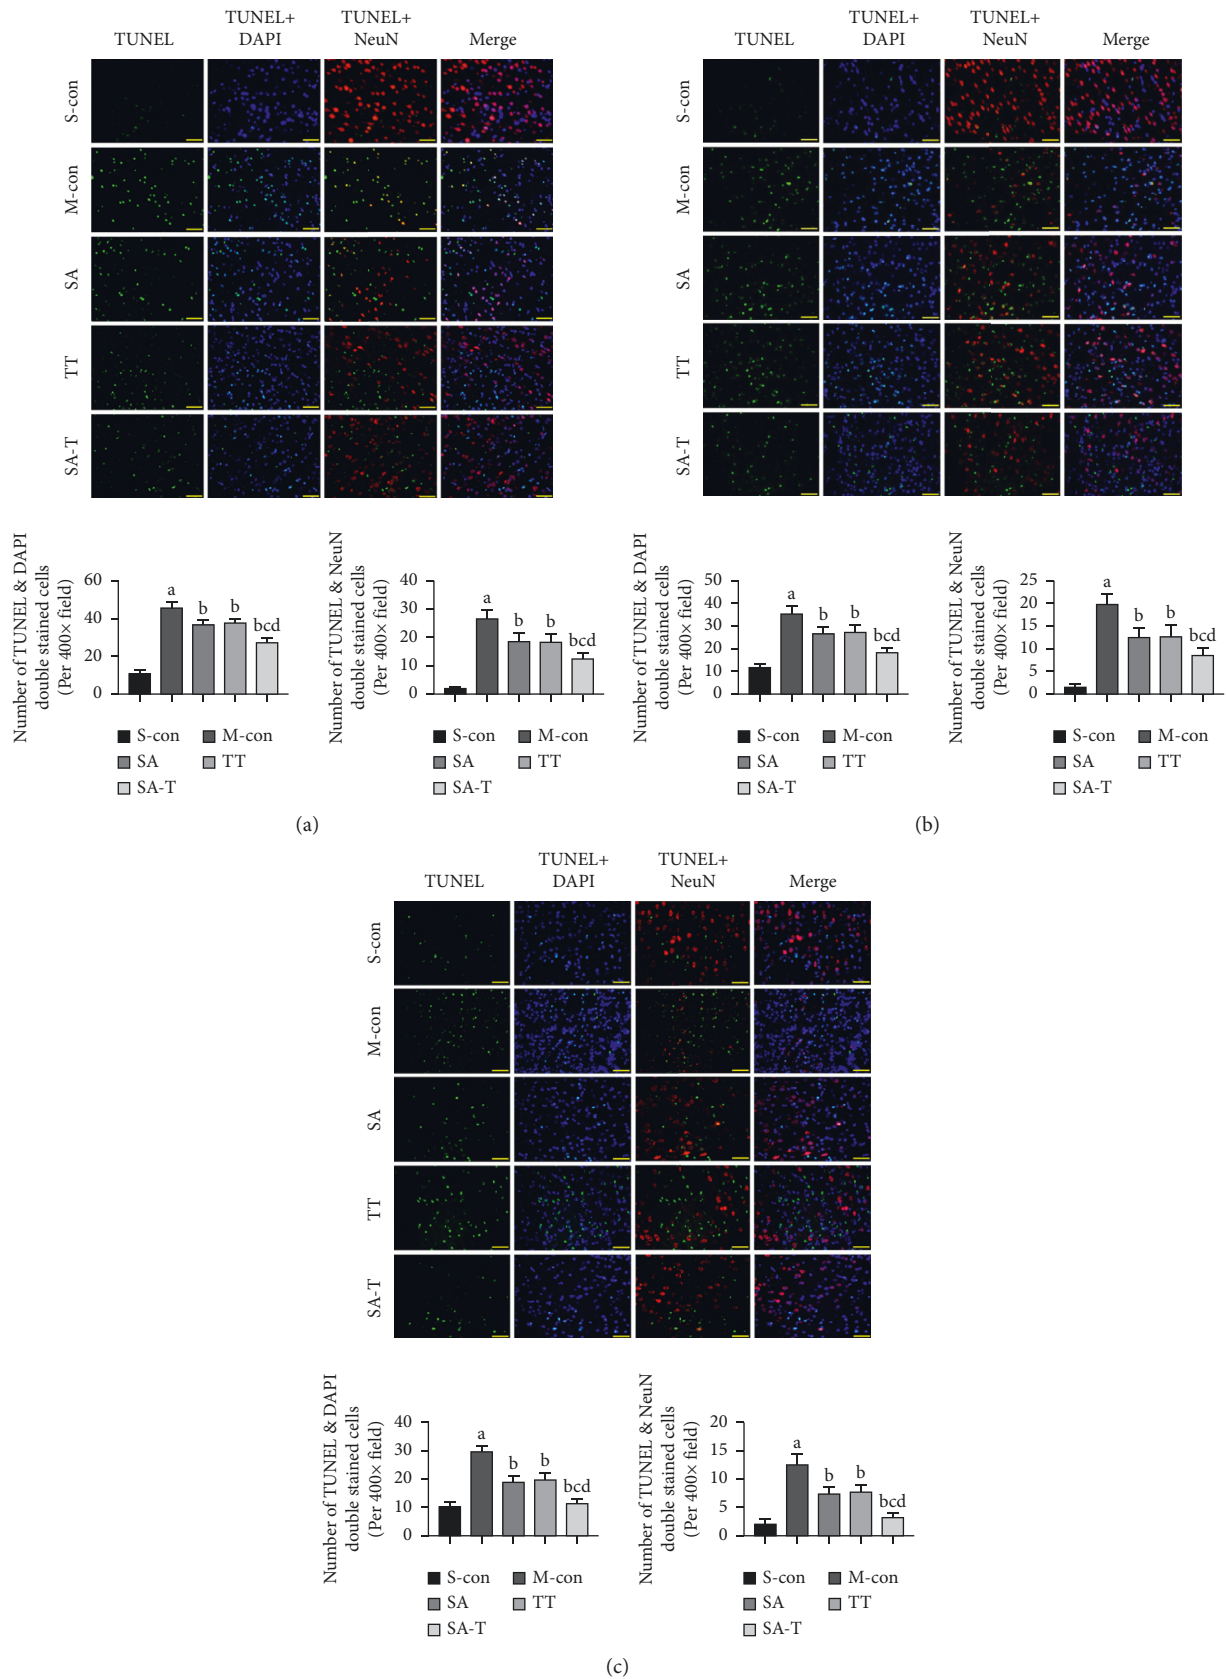 TUNEL
TUNEL+
DAPI
TUNEL+
NeuN
Merge
S-con
M-con
SA
TT
SA-T
Number of TUNEL & DAPI
double stained cells
(Per 400× field)
60
40
20
0
a
b
b
bcd
S-con
M-con
SA
TT
SA-T
Number of TUNEL & NeuN
double stained cells
(Per 400× field)
40
30
20
10
0
a
b
b
bcd
S-con
M-con
SA
TT
SA-T
(a)
TUNEL
TUNEL+
DAPI
TUNEL+
NeuN
Merge
S-con
M-con
SA
TT
SA-T
Number of TUNEL & DAPI
double stained cells
(Per 400× field)
50
40
30
20
10
0
a
b
b
bcd
S-con
M-con
SA
TT
SA-T
Number of TUNEL & NeuN
double stained cells
(Per 400× field)
25
20
15
10
5
0
a
b
b
bcd
S-con
M-con
SA
TT
SA-T
(b)
TUNEL
TUNEL+
DAPI
TUNEL+
NeuN
Merge
S-con
M-con
SA
TT
SA-T
Number of TUNEL & DAPI
double stained cells
(Per 400× field)
40
30
20
10
0
a
b
b
bcd
S-con
M-con
SA
TT
SA-T
Number of TUNEL & NeuN
double stained cells
(Per 400× field)
20
15
10
5
0
a
b
b
bcd
S-con
M-con
SA
TT
SA-T
(c)